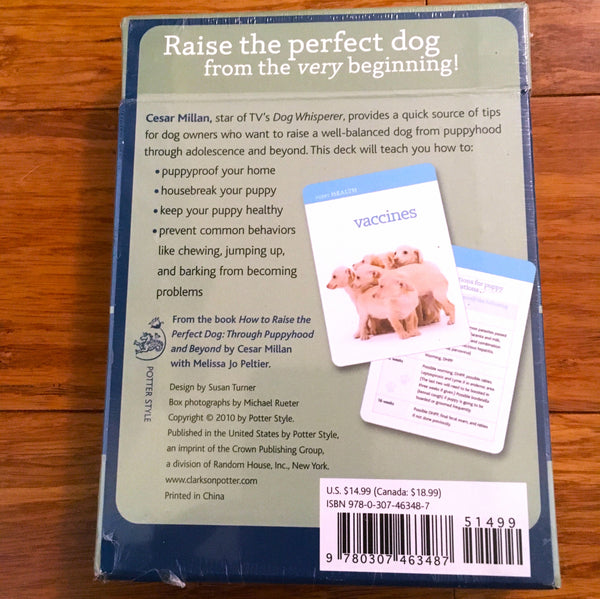 Raise the perfect dog
from the very beginning!
Cesar Millan, star of TV's Dog Whisperer, provides a quick source of tips
for dog owners who want to raise a well-balanced dog from puppyhood
through adolescence and beyond. This deck will teach you how to:
• puppyproof your home
• housebreak your puppy
• keep your puppy healthy
• prevent common behaviors
like chewing, jumping up,
and barking from becoming
problems
HEALTH
vaccines
for puppy
16 weeks
From the book How to Raise the
Perfect Dog: Through Puppyhood
and Beyond by Cesar Millan
with Melissa Jo Peltier.
POTTER STYLE
Design by Susan Turner
Box photographs by Michael Rueter
Copyright © 2010 by Potter Style.
Published in the United States by Potter Style,
an imprint of the Crown Publishing Group,
a division of Random House, Inc., New York.
www.clarksonpotter.com
Printed in China
U.S. $14.99 (Canada: $18.99)
ISBN 978-0-307-46348-7
51499
9 780307 463487